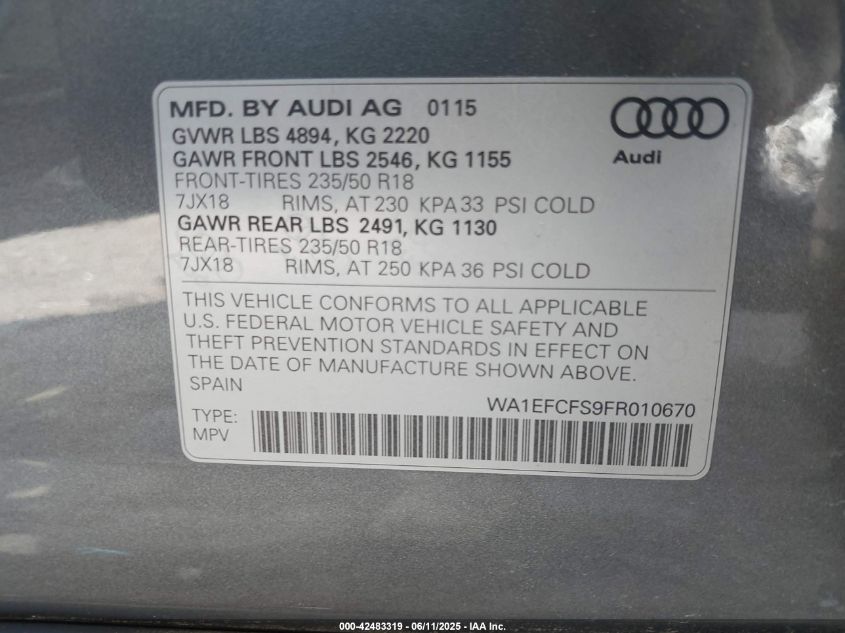 MFD. BY AUDI AG 0115
GVWR LBS 4894, KG 2220
GAWR FRONT LBS 2546, KG 1155
FRONT-TIRES 235/50 R18
7JX18 RIMS, AT 230 KPA 33 PSI COLD
GAWR REAR LBS 2491, KG 1130
REAR-TIRES 235/50 R18
7JX18 RIMS, AT 250 KPA 36 PSI COLD
Audi
THIS VEHICLE CONFORMS TO ALL APPLICABLE
U.S. FEDERAL MOTOR VEHICLE SAFETY AND
THEFT PREVENTION STANDARDS IN EFFECT ON
THE DATE OF MANUFACTURE SHOWN ABOVE.
SPAIN
WA1EFCFS9FR010670
TYPE:
MPV
000-42483319 - 06/11/2025 - IAA Inc.